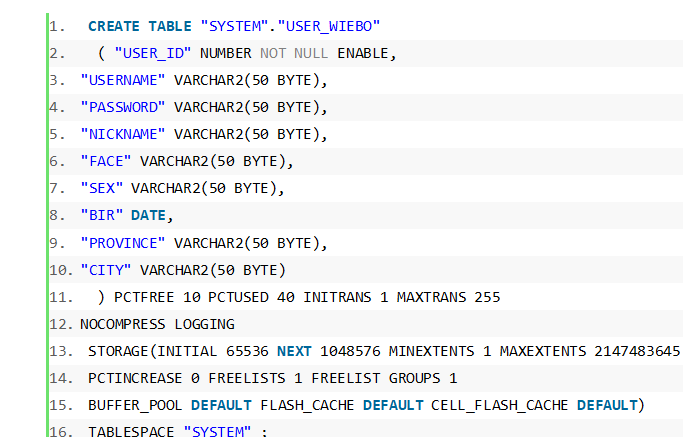 1. CREATE TABLE "SYSTEM"."USER_WIEBO"
2. ( "USER_ID" NUMBER NOT NULL ENABLE,
3. "USERNAME" VARCHAR2(50 BYTE),
4. "PASSWORD" VARCHAR2(50 BYTE),
5. "NICKNAME" VARCHAR2(50 BYTE),
6. "FACE" VARCHAR2(50 BYTE),
7. "SEX" VARCHAR2(50 BYTE),
8. "BIR" DATE,
9. "PROVINCE" VARCHAR2(50 BYTE),
10. "CITY" VARCHAR2(50 BYTE)
11. ) PCTFREE 10 PCTUSED 40 INITRANS 1 MAXTRANS 255
12. NOCOMPRESS LOGGING
13. STORAGE(INITIAL 65536 NEXT 1048576 MINEXTENTS 1 MAXEXTENTS 2147483645
14. PCTINCREASE 0 FREELISTS 1 FREELIST GROUPS 1
15. BUFFER_POOL DEFAULT FLASH_CACHE DEFAULT CELL_FLASH_CACHE DEFAULT)
16. TABLESPACE "SYSTEM" ;